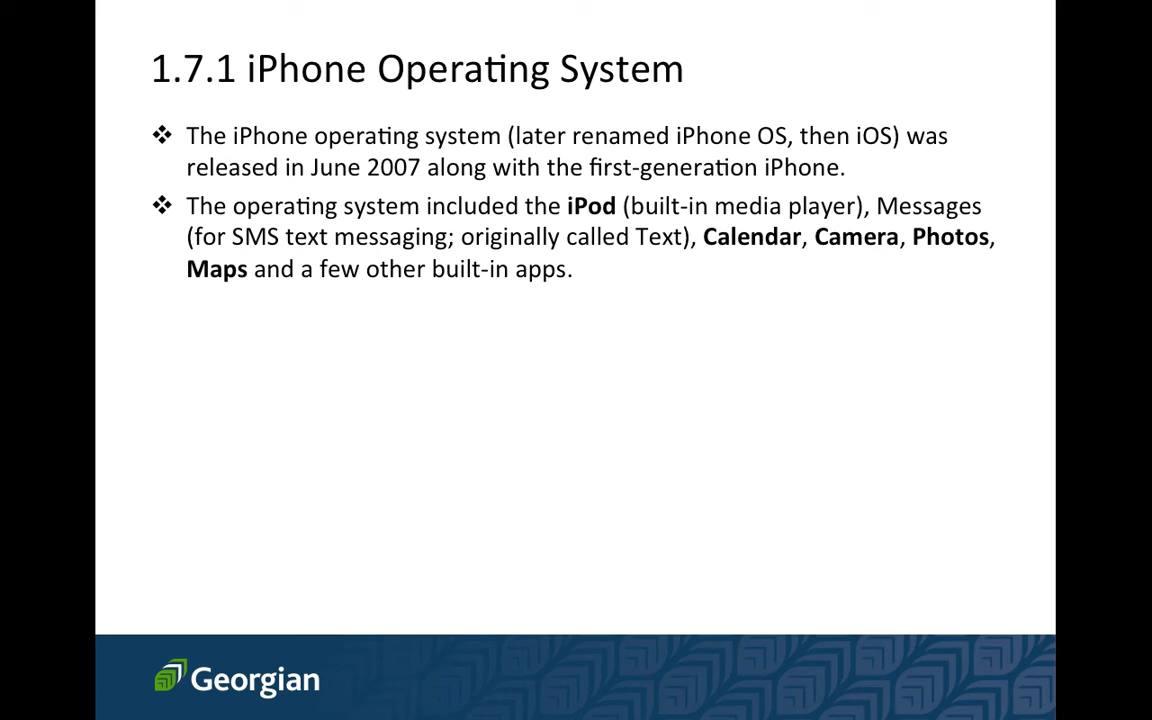 1.7.1 iPhone Operating System
❖ The iPhone operating system (later renamed iPhone OS, then iOS) was
released in June 2007 along with the first-generation iPhone.
❖ The operating system included the iPod (built-in media player), Messages
(for SMS text messaging; originally called Text), Calendar, Camera, Photos,
Maps and a few other built-in apps.
Georgian